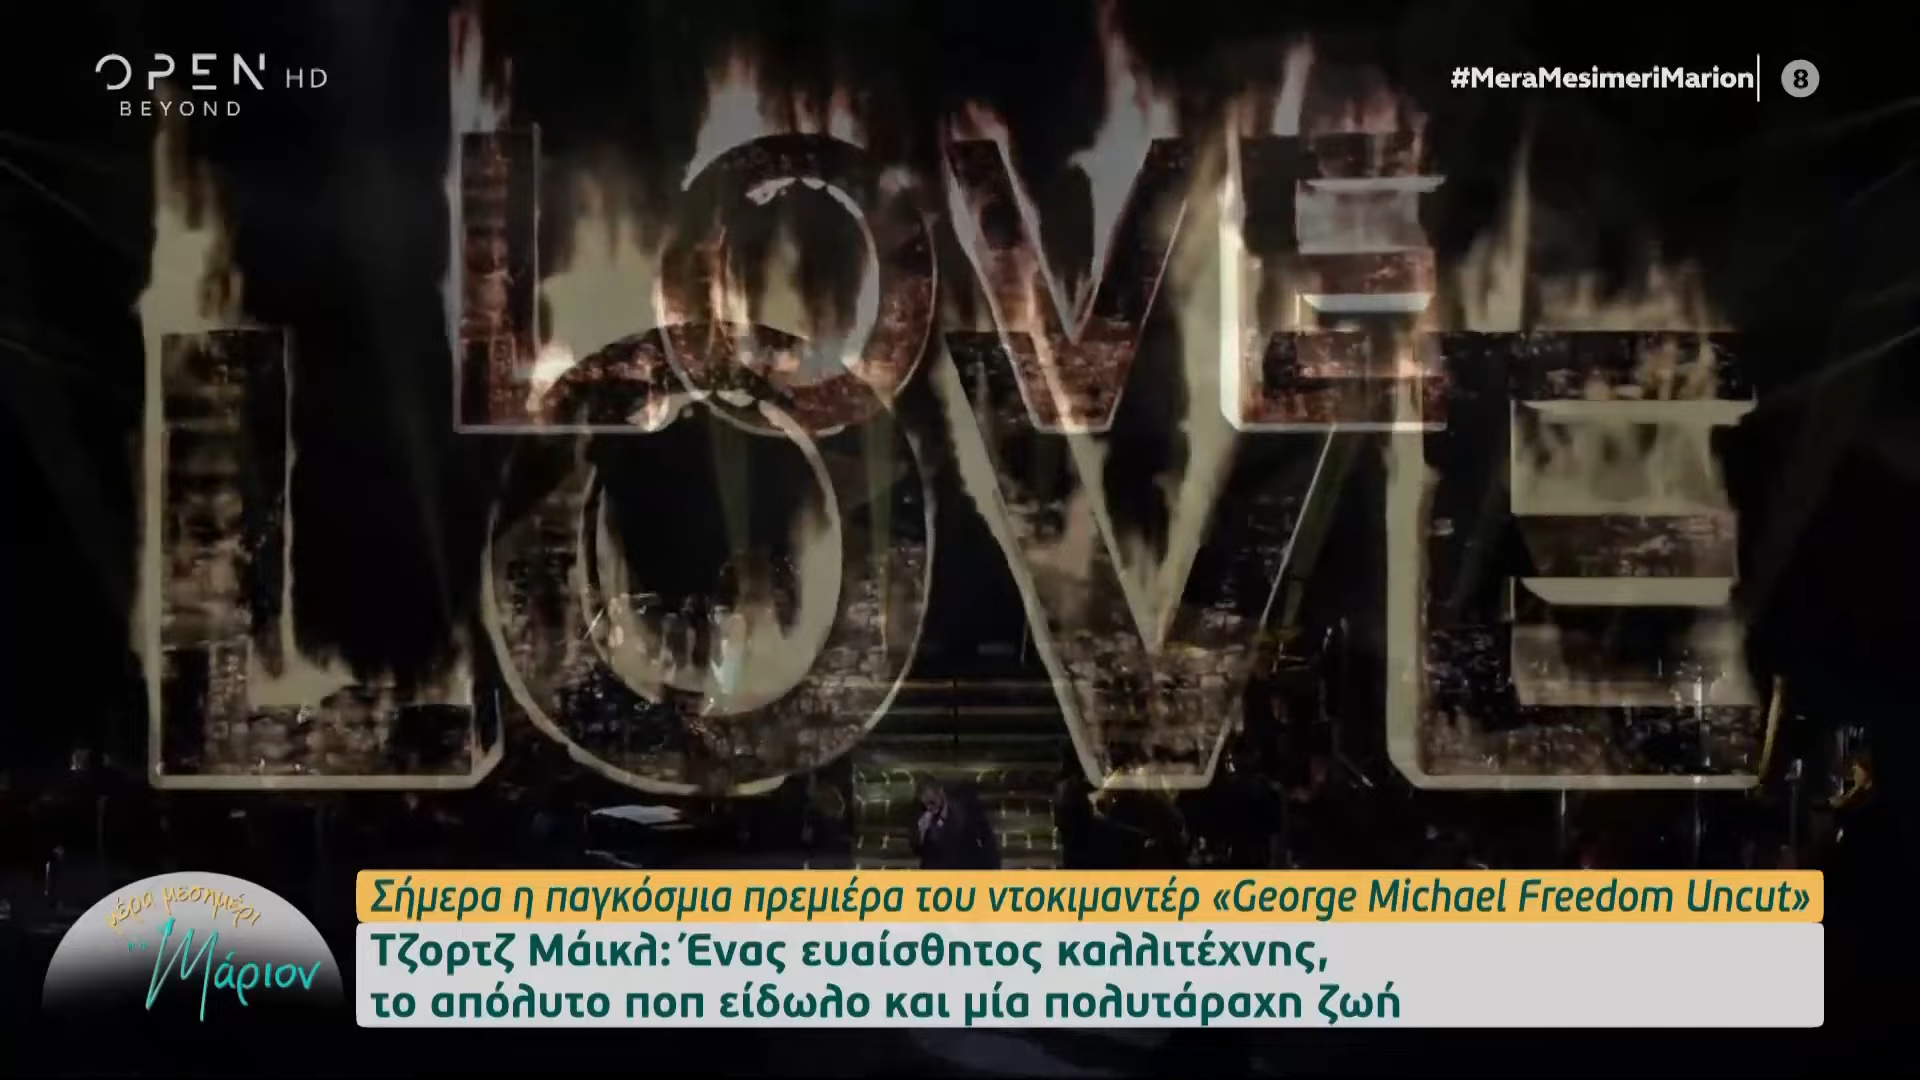 OPEN HD
BEYOND
#MeraMesimeriMarion
8
LOVE
LOVE
μέρα μεσημέρι
Μάριον
Σήμερα η παγκόσμια πρεμιέρα του ντοκιμαντέρ «George Michael Freedom Uncut»
Τζορτζ Μάικλ: Ένας ευαίσθητος καλλιτέχνης,
το απόλυτο ποπ είδωλο και μία πολυτάραχη ζωή